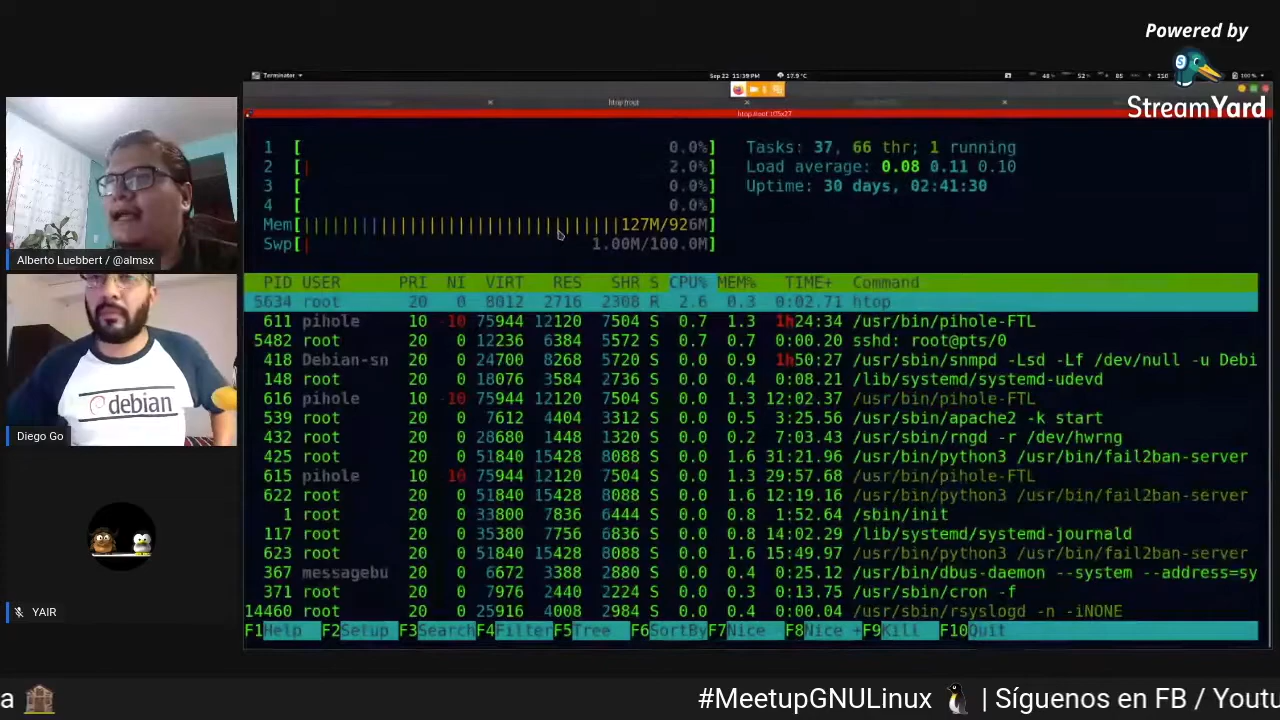 Powered by
StreamYard
Terminator
Sep 22 11:39 PM 17.9°C
100 %
htop/root
htop/root 105x27
1 [ 0.0%]
2 [| 2.0%]
3 [ 0.0%]
4 [ 0.0%]
Mem[||||||||||||||||||||||||||||||||||127M/926M]
Swp[| 1.00M/100.0M]
Tasks: 37, 66 thr; 1 running
Load average: 0.08 0.11 0.10
Uptime: 30 days, 02:41:30
PID USER PRI NI VIRT RES SHR S CPU% MEM% TIME+ Command
5634 root 20 0 8012 2716 2308 R 2.6 0.3 0:02.71 htop
611 pihole 10 -10 75944 12120 7504 S 0.7 1.3 1h24:34 /usr/bin/pihole-FTL
5482 root 20 0 12236 6384 5572 S 0.7 0.7 0:00.20 sshd: root@pts/0
418 Debian-sn 20 0 24700 8268 5720 S 0.0 0.9 1h50:27 /usr/sbin/snmpd -Lsd -Lf /dev/null -u Debi
148 root 20 0 18076 3584 2736 S 0.0 0.4 0:08.21 /lib/systemd/systemd-udevd
616 pihole 10 -10 75944 12120 7504 S 0.0 1.3 12:02.37 /usr/bin/pihole-FTL
539 root 20 0 7612 4404 3312 S 0.0 0.5 3:25.56 /usr/sbin/apache2 -k start
432 root 20 0 28680 1448 1320 S 0.0 0.2 7:03.43 /usr/sbin/rngd -r /dev/hwrng
425 root 20 0 51840 15428 8088 S 0.0 1.6 31:21.96 /usr/bin/python3 /usr/bin/fail2ban-server
615 pihole 10 10 75944 12120 7504 S 0.0 1.3 29:57.68 /usr/bin/pihole-FTL
622 root 20 0 51840 15428 8088 S 0.0 1.6 12:19.16 /usr/bin/python3 /usr/bin/fail2ban-server
1 root 20 0 33800 7836 6444 S 0.0 0.8 1:52.64 /sbin/init
117 root 20 0 35380 7756 6836 S 0.0 0.8 14:02.29 /lib/systemd/systemd-journald
623 root 20 0 51840 15428 8088 S 0.0 1.6 15:49.97 /usr/bin/python3 /usr/bin/fail2ban-server
367 messagebu 20 0 6672 3388 2880 S 0.0 0.4 0:25.12 /usr/bin/dbus-daemon --system --address=sy
371 root 20 0 7976 2440 2224 S 0.0 0.3 0:13.75 /usr/sbin/cron -f
14460 root 20 0 25916 4008 2984 S 0.0 0.4 0:00.04 /usr/sbin/rsyslogd -n -iNONE
F1Help F2Setup F3SearchF4FilterF5Tree F6SortByF7Nice -F8Nice +F9Kill F10Quit
Alberto Luebbert / @almsx
debian
Diego Go
YAIR
a
#MeetupGNULinux 🐧 | Síguenos en FB / Youtu